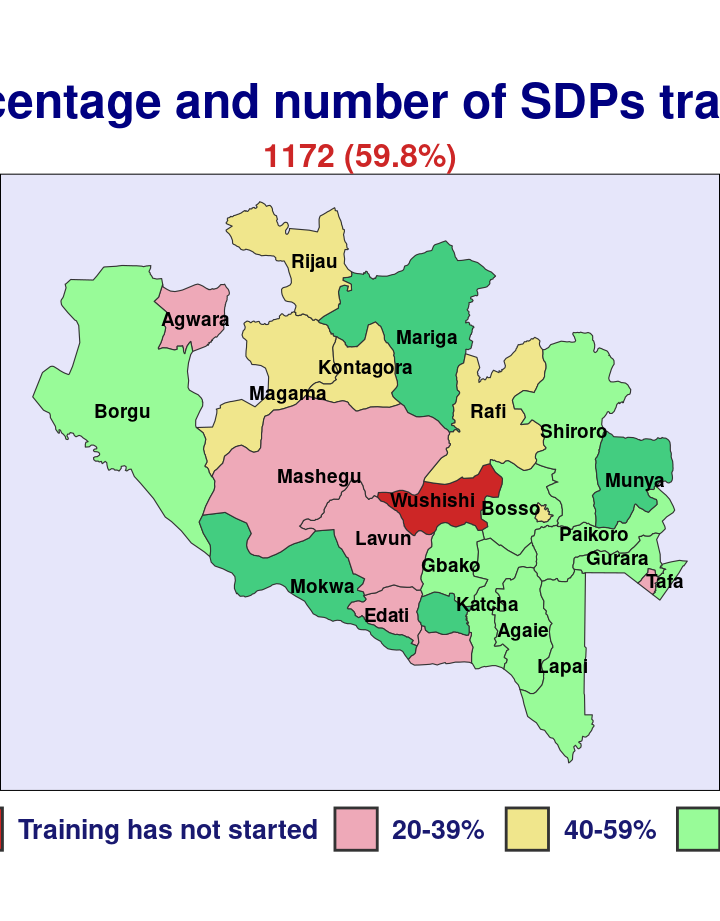 centage and number of SDPs tra
1172 (59.8%)
Rijau
Agwara
Mariga
Kontagora
Magama
Borgu
Rafi
Shiroro
Mashegu
Munya
Wushishi
Bosso
Lavun
Paikoro
Gurara
Gbako
Tafa
Mokwa
Katcha
Edati
Agaie
Lapai
Training has not started 20-39% 40-59%